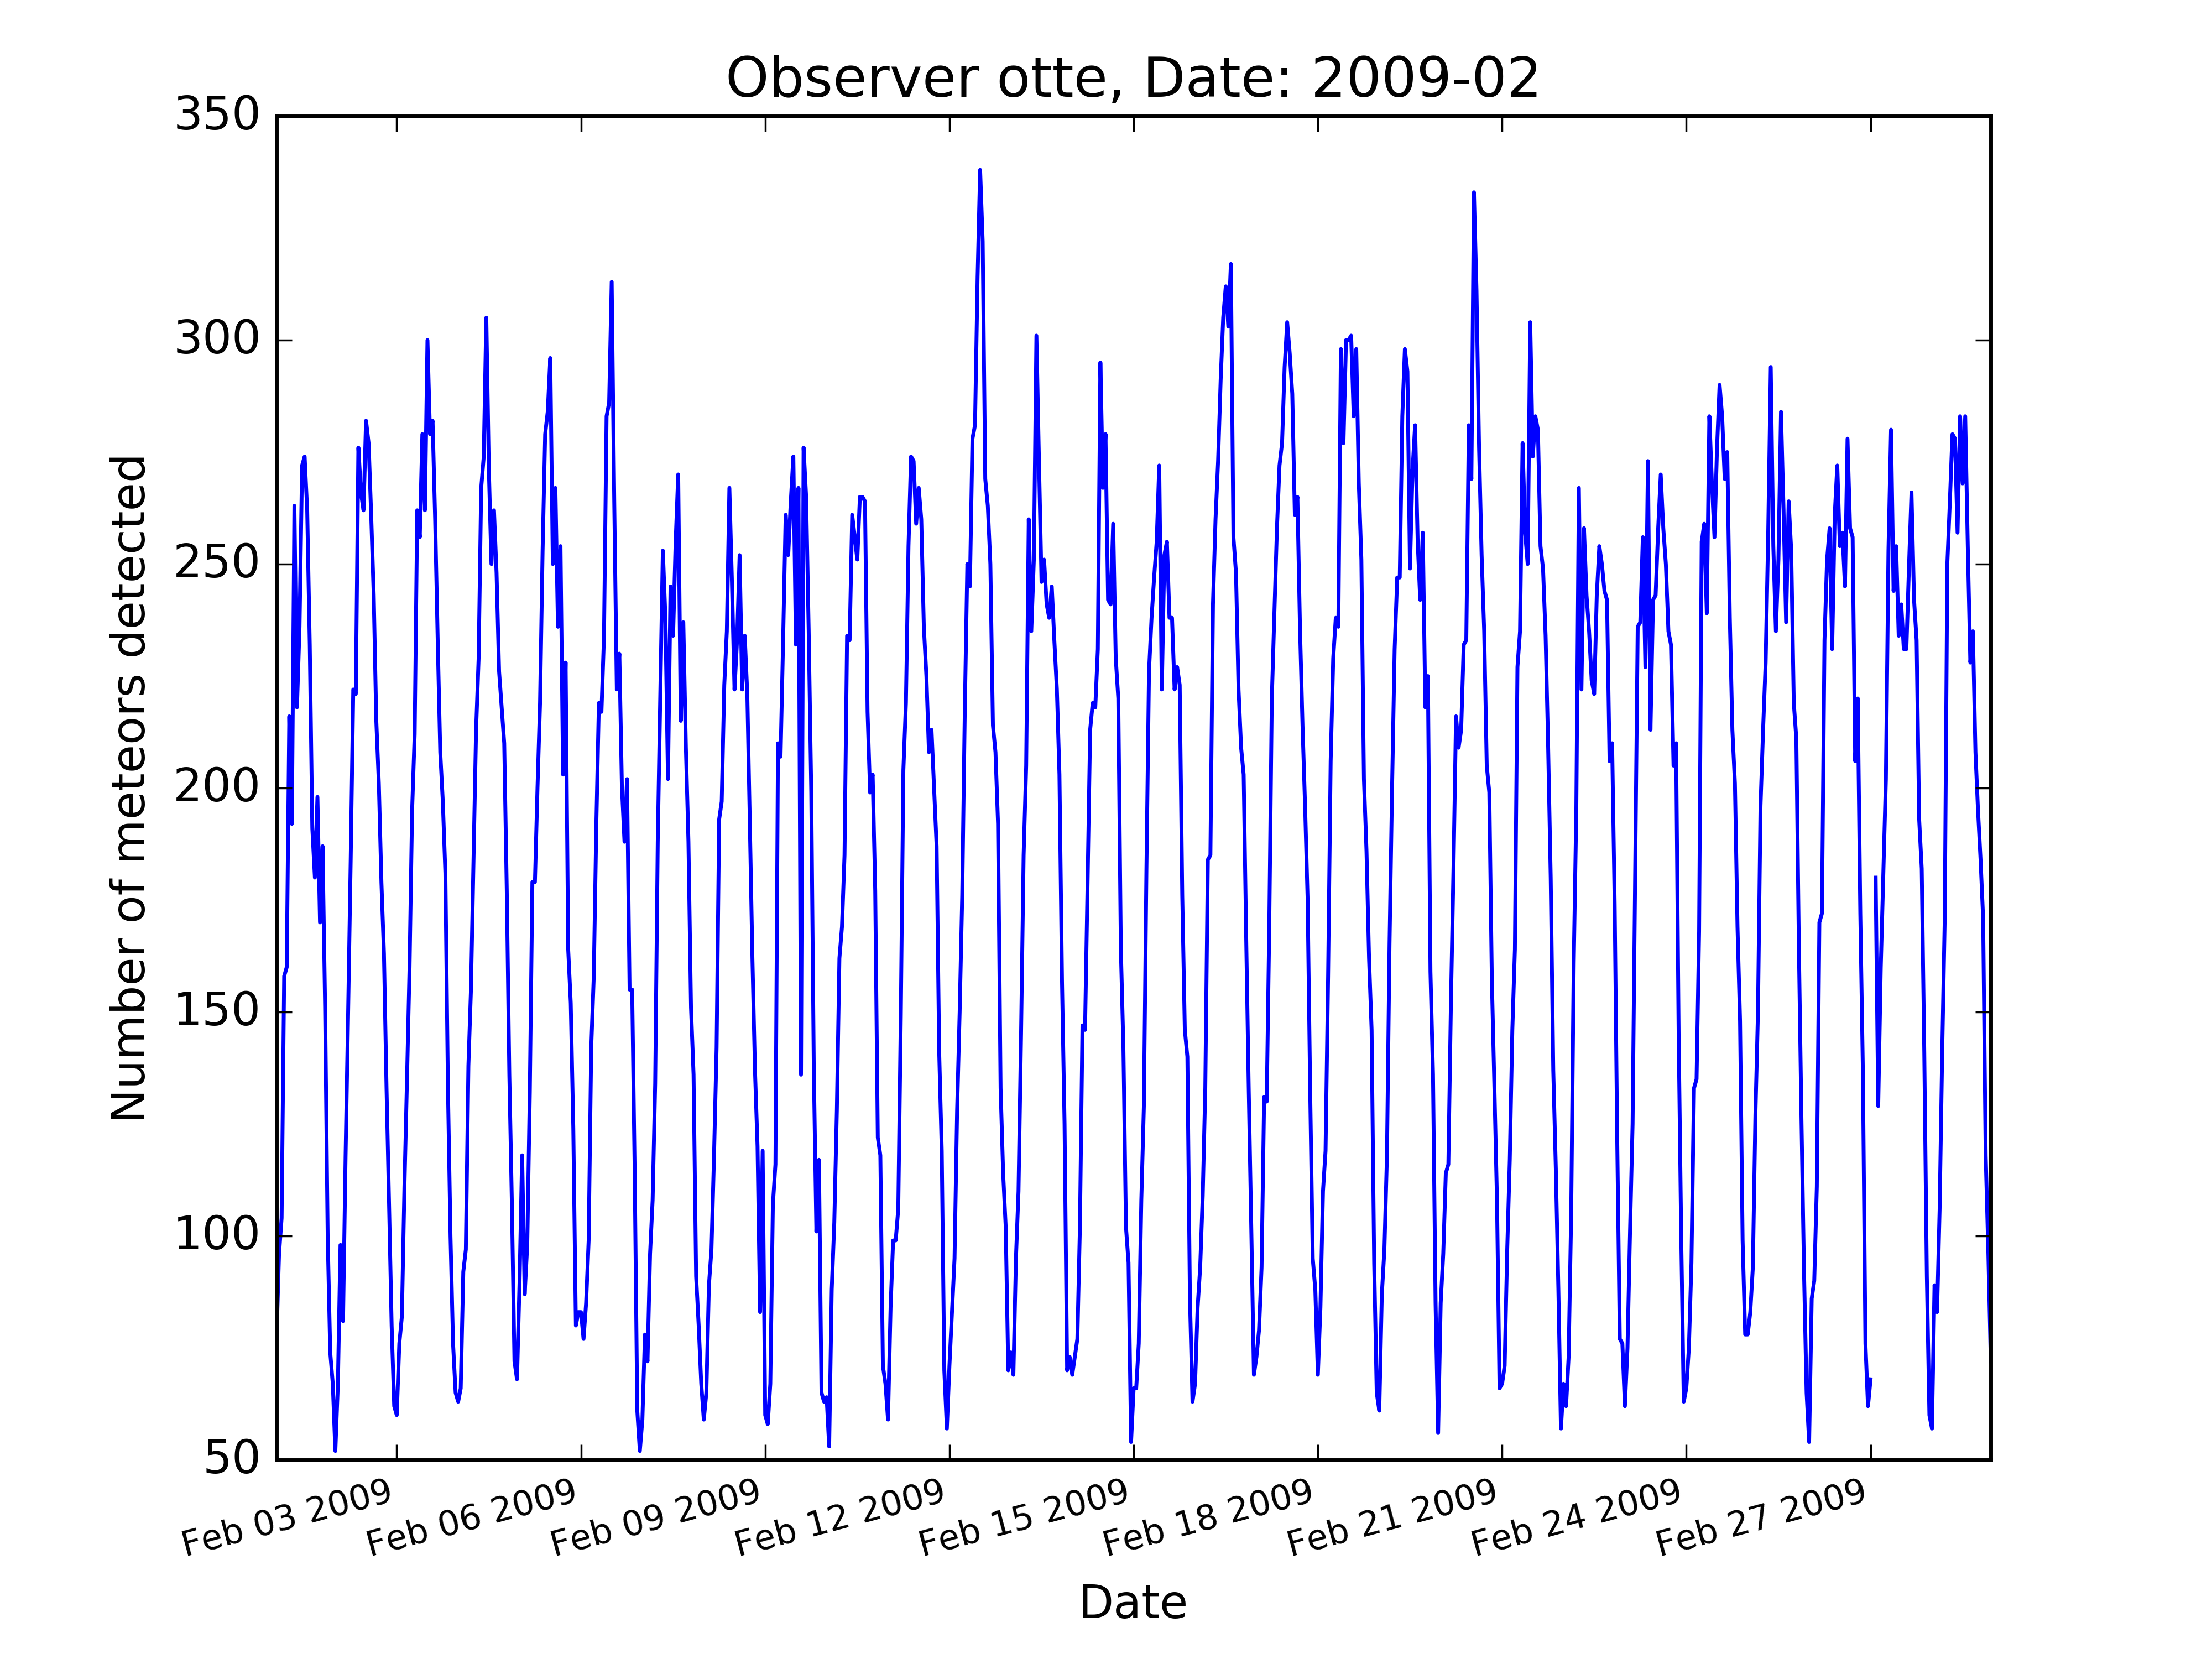 Observer otte, Date: 2009-02
350
300
250
200
150
100
50
Number of meteors detected
Feb 03 2009
Feb 06 2009
Feb 09 2009
Feb 12 2009
Feb 15 2009
Feb 18 2009
Feb 21 2009
Feb 24 2009
Feb 27 2009
Date